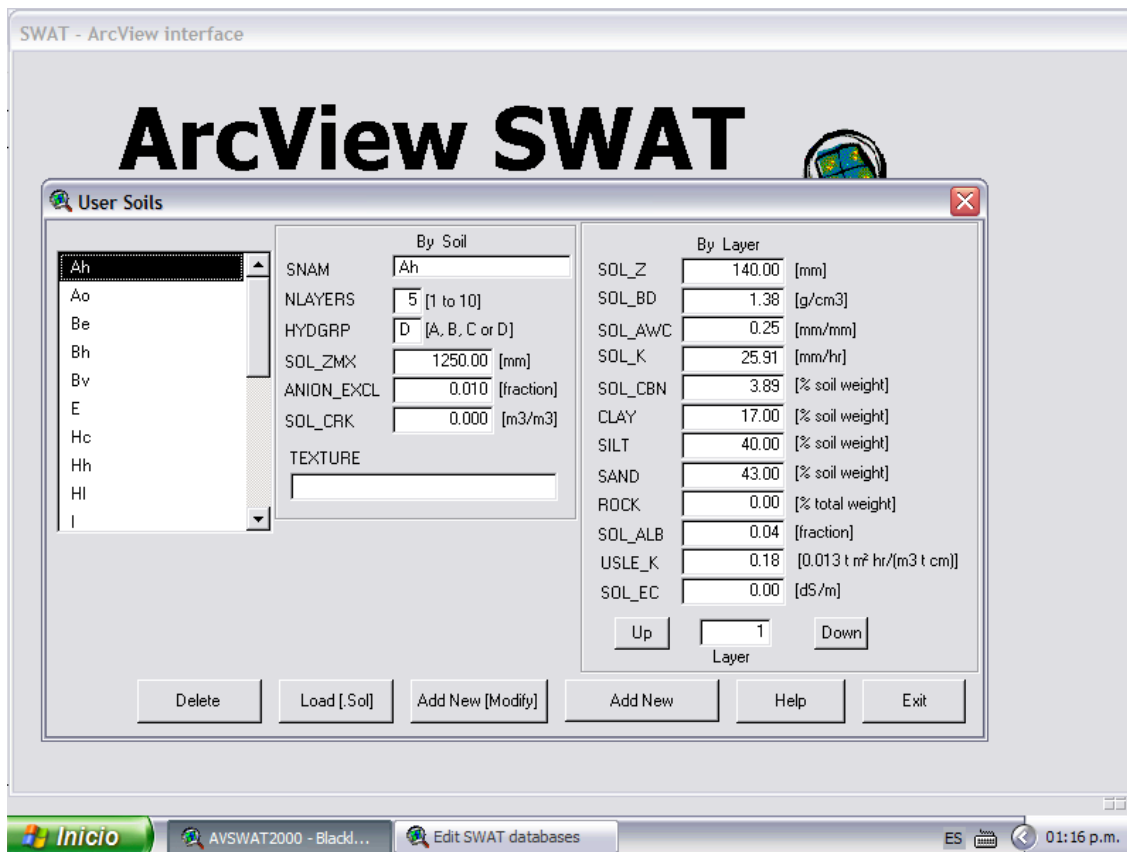 SWAT - ArcView interface
ArcView SWAT
User Soils
Ah
Ao
Be
Bh
Bv
E
Hc
Hh
Hl
I
By Soil
SNAM Ah
NLAYERS 5 [1 to 10]
HYDGRP D [A, B, C or D]
SOL_ZMX 1250.00 [mm]
ANION_EXCL 0.010 [fraction]
SOL_CRK 0.000 [m3/m3]
TEXTURE
By Layer
SOL_Z 140.00 [mm]
SOL_BD 1.38 [g/cm3]
SOL_AWC 0.25 [mm/mm]
SOL_K 25.91 [mm/hr]
SOL_CBN 3.89 [% soil weight]
CLAY 17.00 [% soil weight]
SILT 40.00 [% soil weight]
SAND 43.00 [% soil weight]
ROCK 0.00 [% total weight]
SOL_ALB 0.04 [fraction]
USLE_K 0.18 [0.013 t m² hr/(m3 t cm)]
SOL_EC 0.00 [dS/m]
Up 1 Down
Layer
Delete Load [.Sol] Add New [Modify] Add New Help Exit
Inicio AVSWAT2000 - Blackl... Edit SWAT databases ES 01:16 p.m.